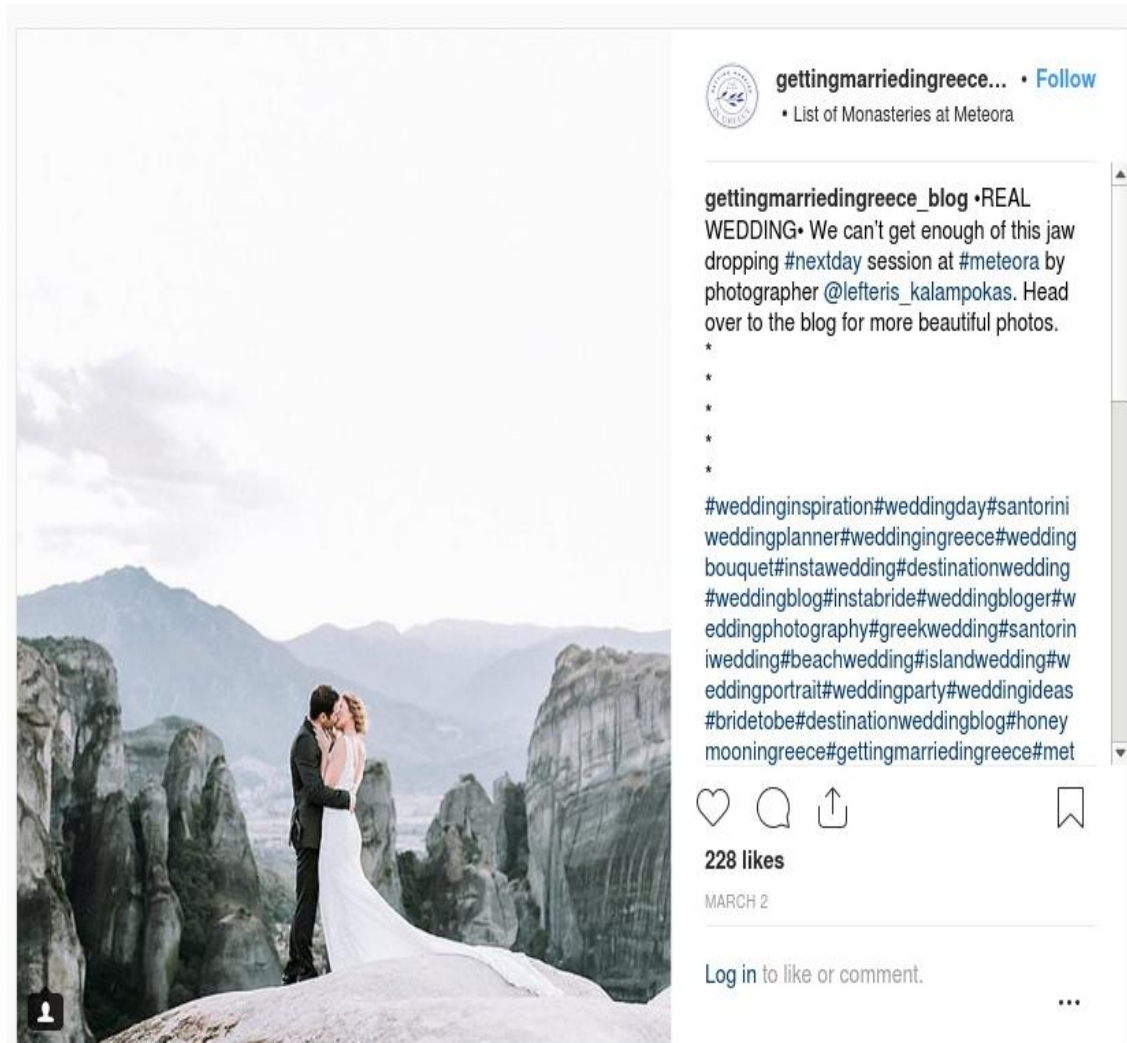 gettingmarriedingreece... • Follow
• List of Monasteries at Meteora
gettingmarriedingreece_blog •REAL
WEDDING• We can't get enough of this jaw
dropping #nextday session at #meteora by
photographer @lefteris_kalampokas. Head
over to the blog for more beautiful photos.
*
*
*
*
*
#weddinginspiration#weddingday#santorini
weddingplanner#weddingingreece#wedding
bouquet#instawedding#destinationwedding
#weddingblog#instabride#weddingbloger#w
eddingphotography#greekwedding#santorin
iwedding#beachwedding#islandwedding#w
eddingportrait#weddingparty#weddingideas
#bridetobe#destinationweddingblog#honey
mooningreece#gettingmarriedingreece#met
228 likes
MARCH 2
Log in to like or comment.